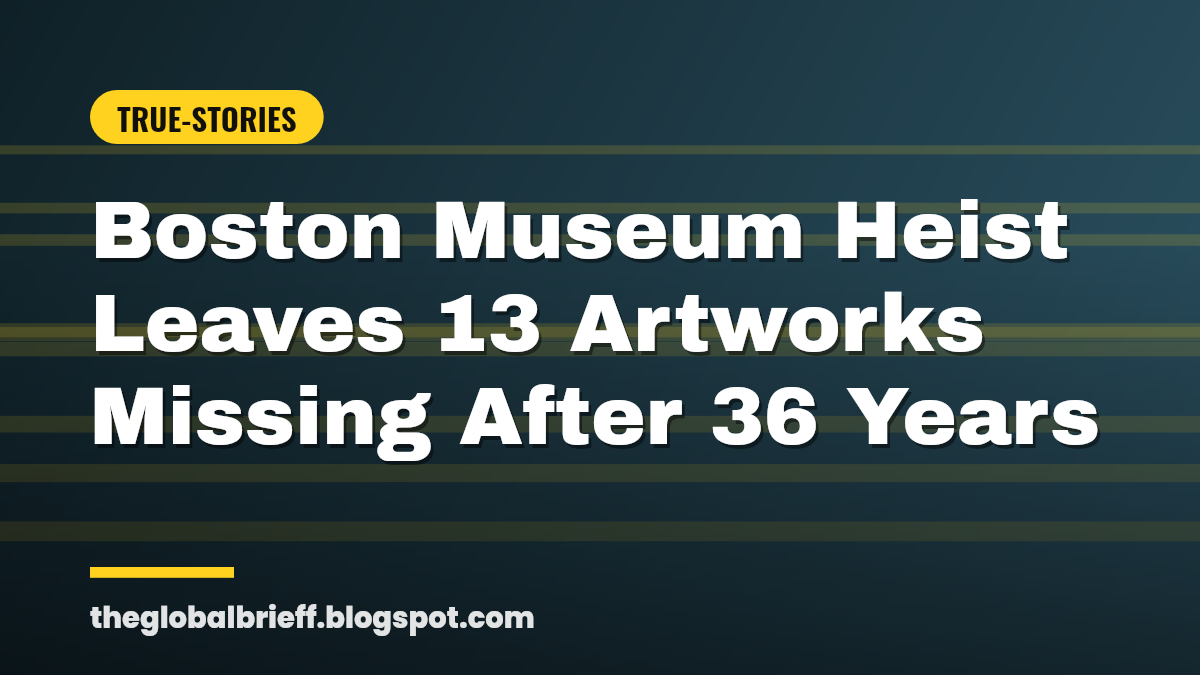 TRUE-STORIES
Boston Museum Heist
Leaves 13 Artworks
Missing After 36 Years
theglobalbrieff.blogspot.com